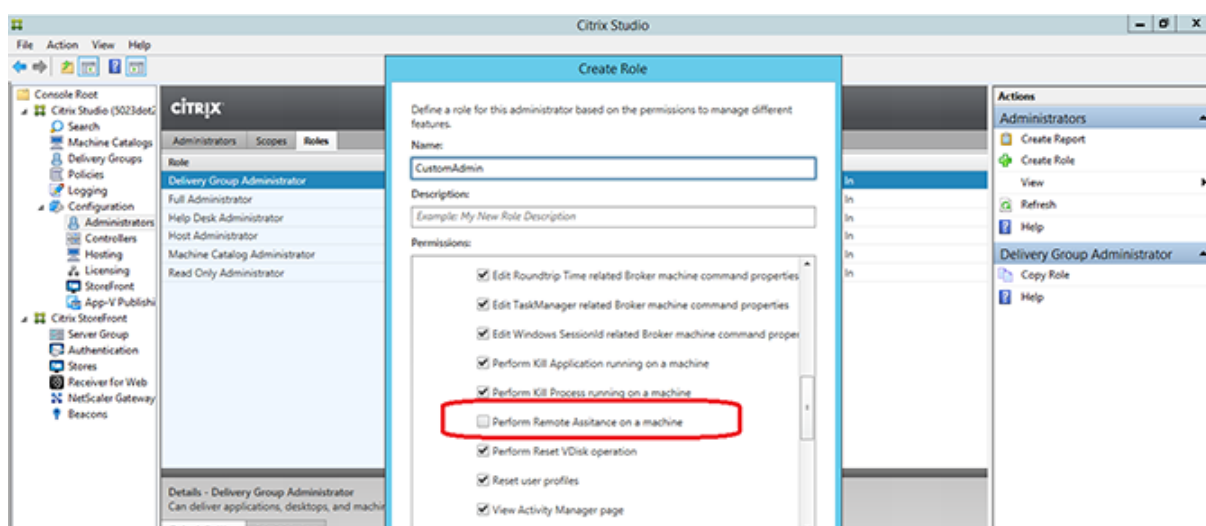 Citrix Studio
File Action View Help
Console Root
Citrix Studio (5023dot2
Search
Machine Catalogs
Delivery Groups
Policies
Logging
Configuration
Administrators
Controllers
Hosting
Licensing
StoreFront
App-V Publishi
Citrix StoreFront
Server Group
Authentication
Stores
Receiver for Web
NetScaler Gateway
Beacons
CITRIX
Administrators Scopes Roles
Role
Delivery Group Administrator
Full Administrator
Help Desk Administrator
Host Administrator
Machine Catalog Administrator
Read Only Administrator
Details - Delivery Group Administrator
Can deliver applications, desktops, and machin
Create Role
Define a role for this administrator based on the permissions to manage different
features.
Name:
CustomAdmin
Description:
Example: My New Role Description
Permissions:
Edit Roundtrip Time related Broker machine command properties
Edit TaskManager related Broker machine command properties
Edit Windows SessionId related Broker machine command proper
Perform Kill Application running on a machine
Perform Kill Process running on a machine
Perform Remote Assitance on a machine
Perform Reset VDisk operation
Reset user profiles
View Activity Manager page
In
In
In
In
In
In
Actions
Administrators
Create Report
Create Role
View
Refresh
Help
Delivery Group Administrator
Copy Role
Help